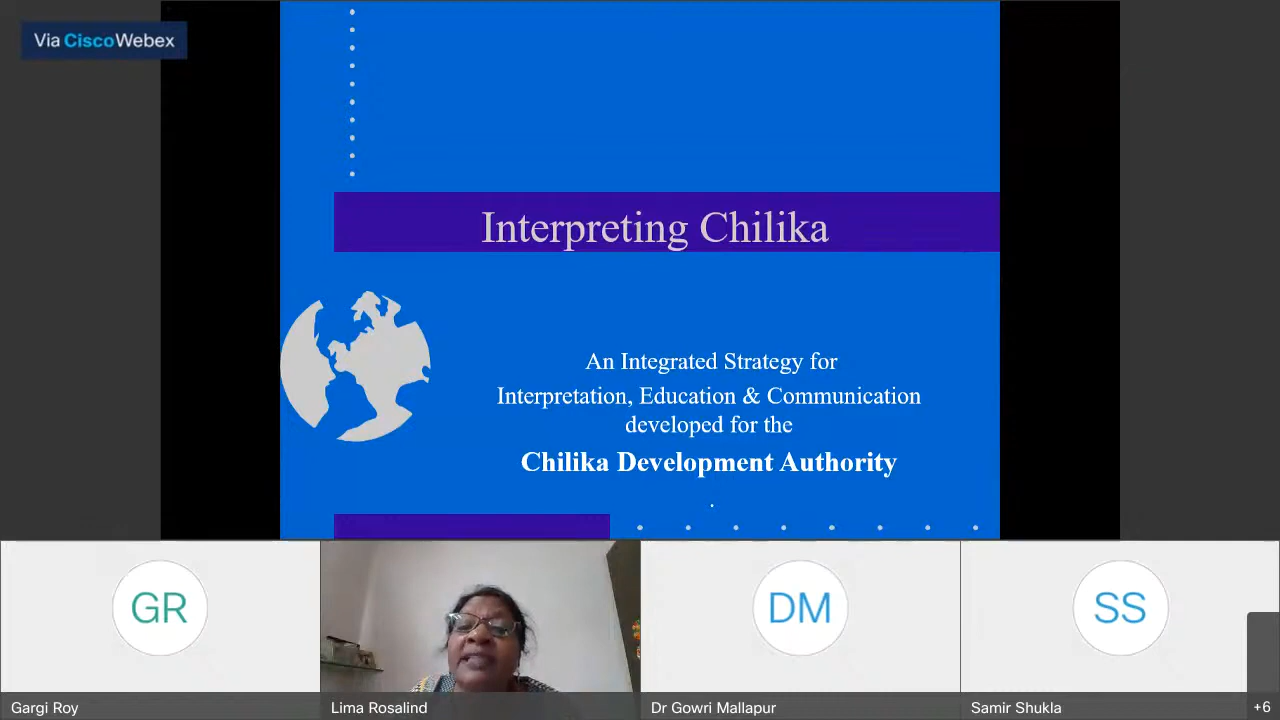 Via CiscoWebex
Interpreting Chilika
An Integrated Strategy for
Interpretation, Education & Communication
developed for the
Chilika Development Authority
.
GR
DM
SS
Gargi Roy
Lima Rosalind
Dr Gowri Mallapur
Samir Shukla
+6